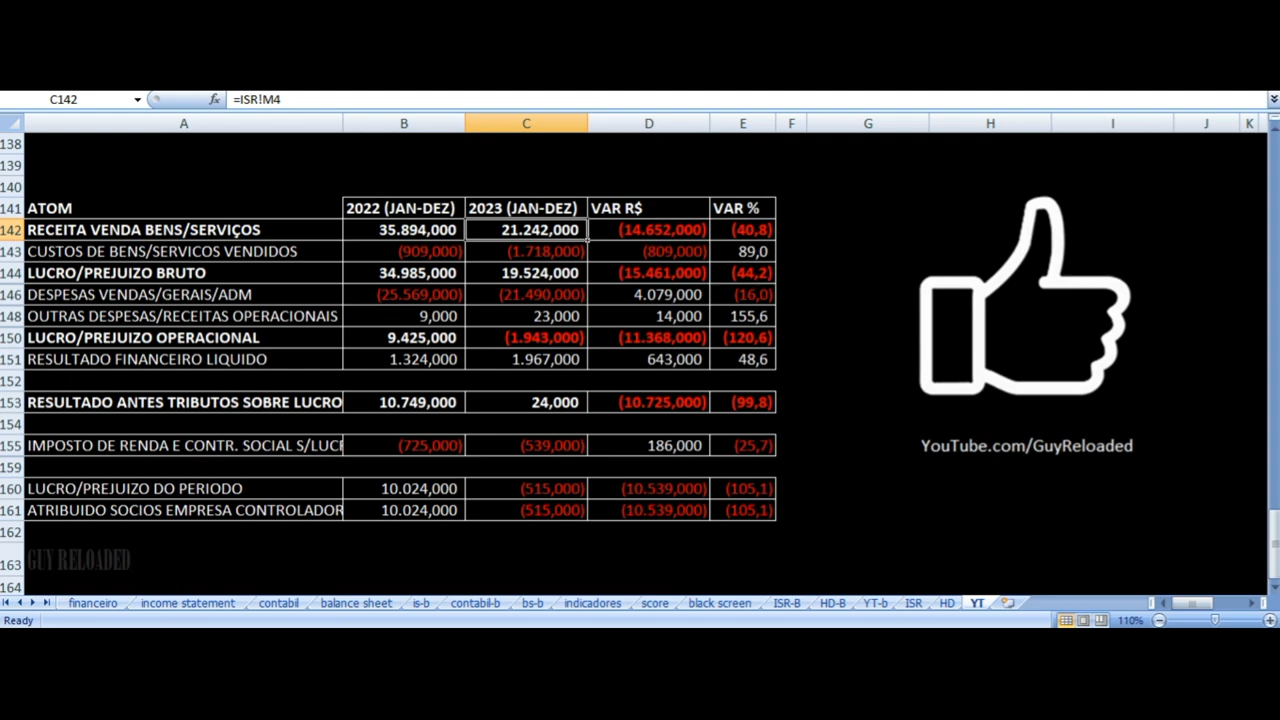 C142 fx =ISR!M4
A B C D E F G H I J K
138
139
140
141 ATOM 2022 (JAN-DEZ) 2023 (JAN-DEZ) VAR R$ VAR %
142 RECEITA VENDA BENS/SERVIÇOS 35.894,000 21.242,000 (14.652,000) (40,8)
143 CUSTOS DE BENS/SERVICOS VENDIDOS (909,000) (1.718,000) (809,000) 89,0
144 LUCRO/PREJUIZO BRUTO 34.985,000 19.524,000 (15.461,000) (44,2)
146 DESPESAS VENDAS/GERAIS/ADM (25.569,000) (21.490,000) 4.079,000 (16,0)
148 OUTRAS DESPESAS/RECEITAS OPERACIONAIS 9,000 23,000 14,000 155,6
150 LUCRO/PREJUIZO OPERACIONAL 9.425,000 (1.943,000) (11.368,000) (120,6)
151 RESULTADO FINANCEIRO LIQUIDO 1.324,000 1.967,000 643,000 48,6
152
153 RESULTADO ANTES TRIBUTOS SOBRE LUCRO 10.749,000 24,000 (10.725,000) (99,8)
154
155 IMPOSTO DE RENDA E CONTR. SOCIAL S/LUCR (725,000) (539,000) 186,000 (25,7)
YouTube.com/GuyReloaded
159
160 LUCRO/PREJUIZO DO PERIODO 10.024,000 (515,000) (10.539,000) (105,1)
161 ATRIBUIDO SOCIOS EMPRESA CONTROLADOR 10.024,000 (515,000) (10.539,000) (105,1)
162
163 GUY RELOADED
164
financeiro income statement contabil balance sheet is-b contabil-b bs-b indicadores score black screen ISR-B HD-B YT-b ISR HD YT
Ready 110%